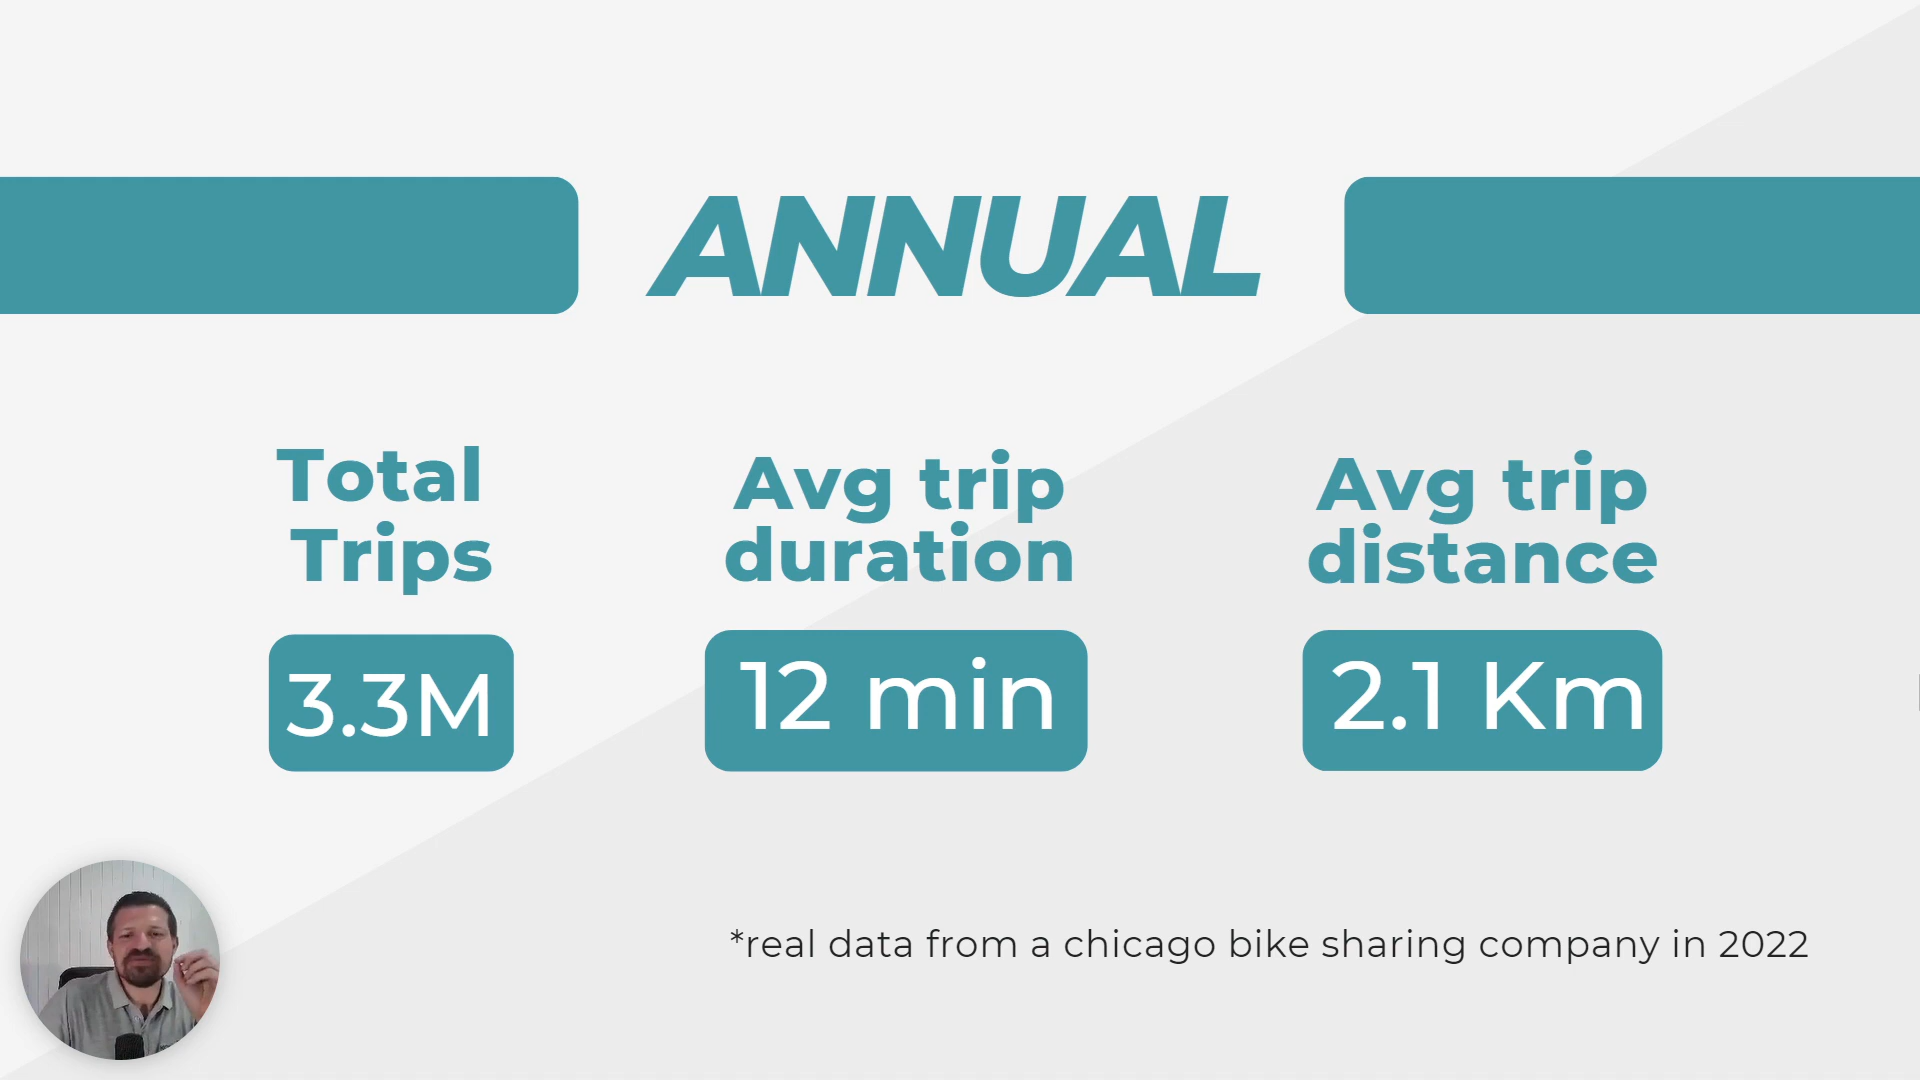 ANNUAL
Total
Trips
3.3M
Avg trip
duration
12 min
Avg trip
distance
2.1 Km
*real data from a chicago bike sharing company in 2022